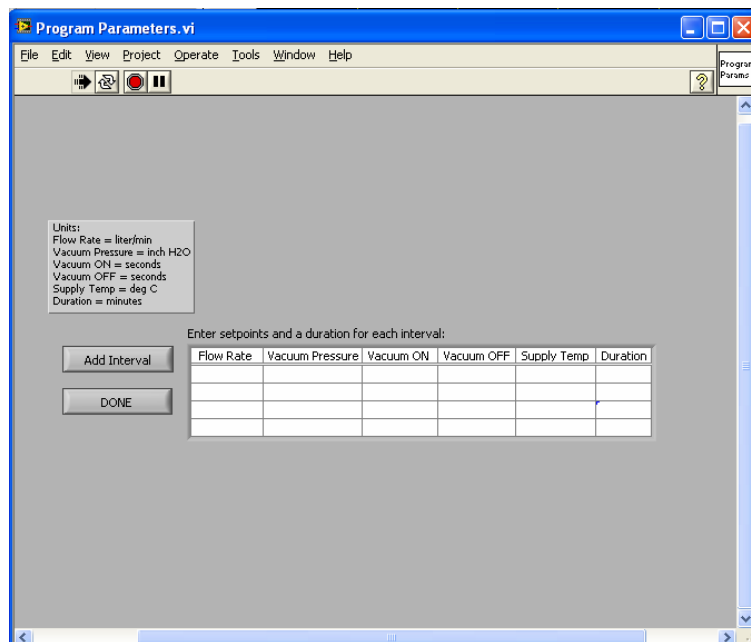 Program Parameters.vi
File Edit View Project Operate Tools Window Help
Program
Params
Units:
Flow Rate = liter/min
Vacuum Pressure = inch H2O
Vacuum ON = seconds
Vacuum OFF = seconds
Supply Temp = deg C
Duration = minutes
Enter setpoints and a duration for each interval:
Add Interval
DONE
Flow Rate Vacuum Pressure Vacuum ON Vacuum OFF Supply Temp Duration